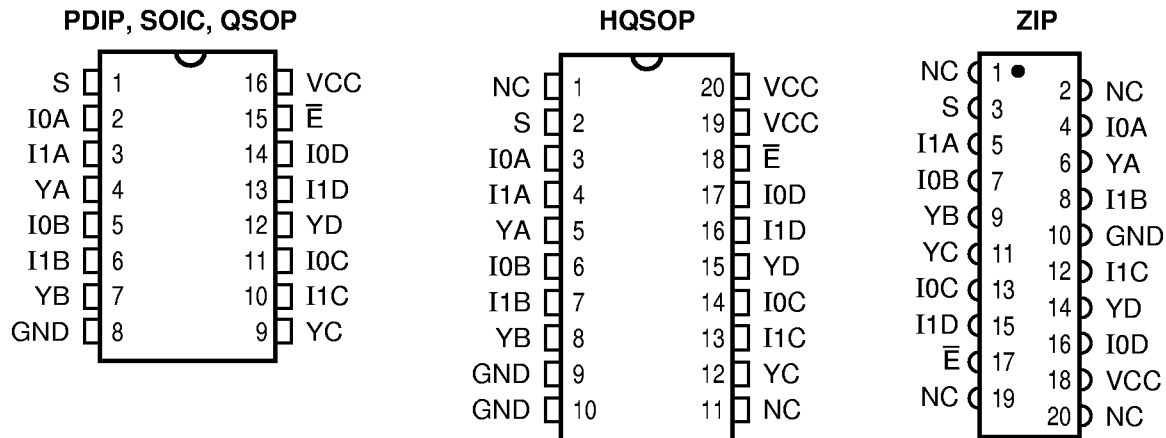 PDIP, SOIC, QSOP
S 1 16 VCC
I0A 2 15 E̅
I1A 3 14 I0D
YA 4 13 I1D
I0B 5 12 YD
I1B 6 11 I0C
YB 7 10 I1C
GND 8 9 YC
HQSOP
NC 1 20 VCC
S 2 19 VCC
I0A 3 18 E̅
I1A 4 17 I0D
YA 5 16 I1D
I0B 6 15 YD
I1B 7 14 I0C
YB 8 13 I1C
GND 9 12 YC
GND 10 11 NC
ZIP
NC 1
2 NC
S 3
4 I0A
I1A 5
6 YA
I0B 7
8 I1B
YB 9
10 GND
YC 11
12 I1C
I0C 13
14 YD
I1D 15
16 I0D
E̅ 17
18 VCC
NC 19
20 NC